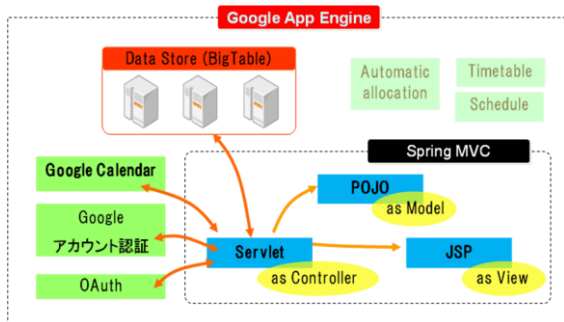 Google App Engine
Data Store (BigTable)
Automatic
allocation
Timetable
Schedule
Spring MVC
Google Calendar
POJO
as Model
Google
アカウント認証
Servlet
JSP
as Controller
as View
OAuth